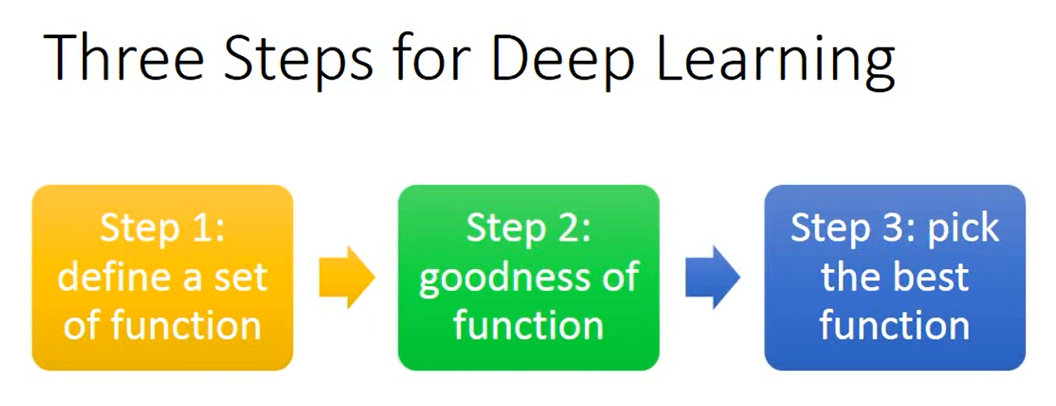 Three Steps for Deep Learning
Step 1:
define a set
of function
Step 2:
goodness of
function
Step 3: pick
the best
function